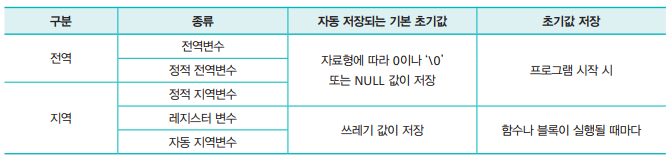 구분 종류 자동 저장되는 기본 초기값 초기값 저장
전역 전역변수 자료형에 따라 0이나 '\0' 또는 NULL 값이 저장 프로그램 시작 시
정적 전역변수
지역 정적 지역변수
레지스터 변수 쓰레기 값이 저장 함수나 블록이 실행될 때마다
자동 지역변수